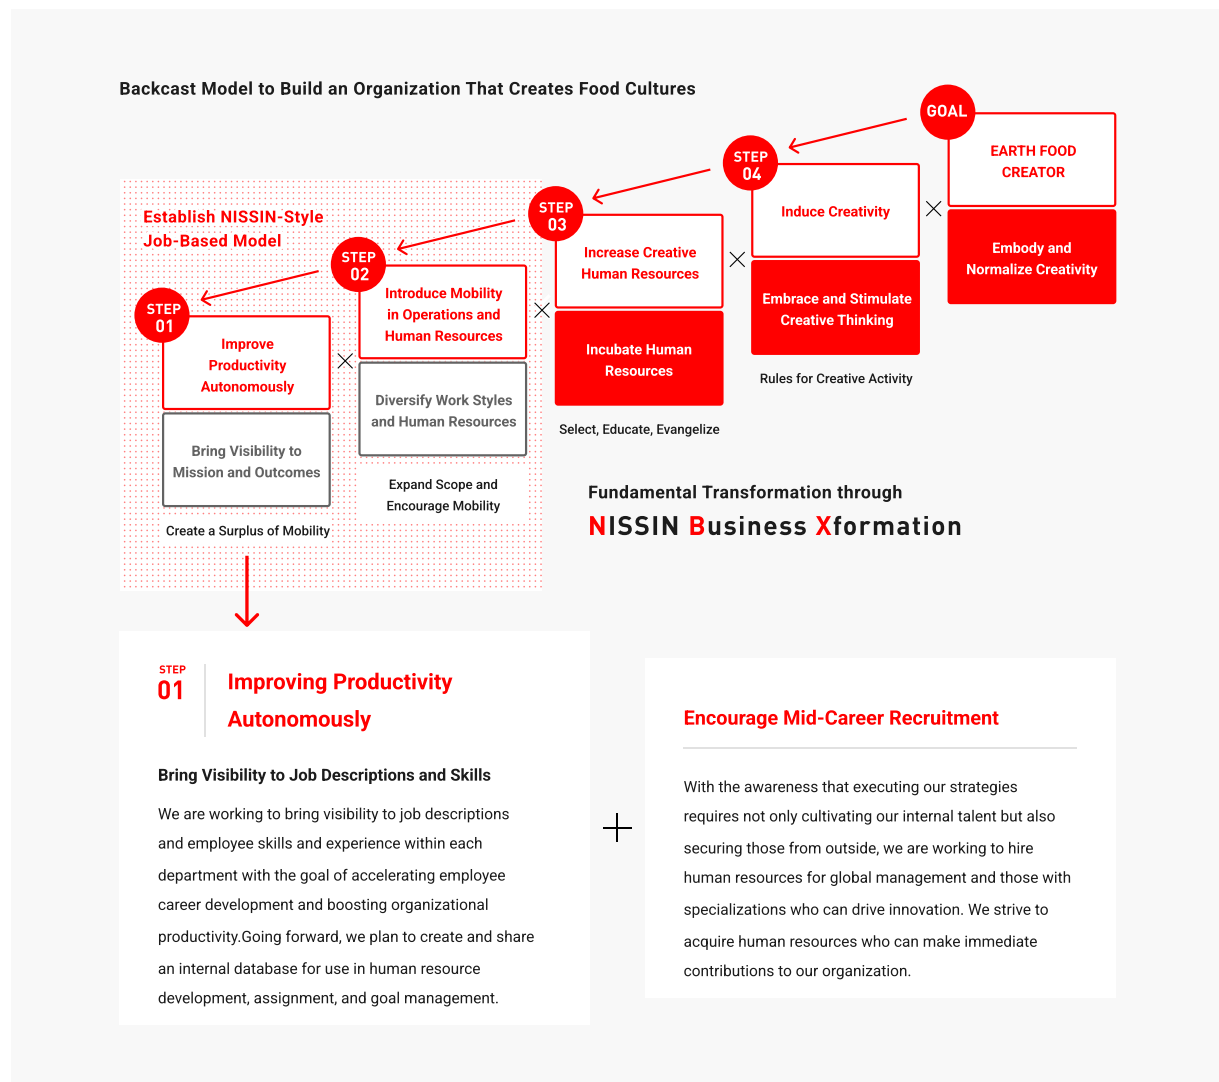 Backcast Model to Build an Organization That Creates Food Cultures
GOAL
EARTH FOOD
CREATOR
Embody and
Normalize Creativity
STEP
04
Induce Creativity
Embrace and Stimulate
Creative Thinking
Rules for Creative Activity
STEP
03
Increase Creative
Human Resources
Incubate Human
Resources
Select, Educate, Evangelize
Establish NISSIN-Style
Job-Based Model
STEP
02
Introduce Mobility
in Operations and
Human Resources
Diversify Work Styles
and Human Resources
Expand Scope and
Encourage Mobility
STEP
01
Improve
Productivity
Autonomously
Bring Visibility to
Mission and Outcomes
Create a Surplus of Mobility
Fundamental Transformation through
NISSIN Business Xformation
STEP
01
Improving Productivity
Autonomously
Bring Visibility to Job Descriptions and Skills
We are working to bring visibility to job descriptions
and employee skills and experience within each
department with the goal of accelerating employee
career development and boosting organizational
productivity.Going forward, we plan to create and share
an internal database for use in human resource
development, assignment, and goal management.
Encourage Mid-Career Recruitment
With the awareness that executing our strategies
requires not only cultivating our internal talent but also
securing those from outside, we are working to hire
human resources for global management and those with
specializations who can drive innovation. We strive to
acquire human resources who can make immediate
contributions to our organization.